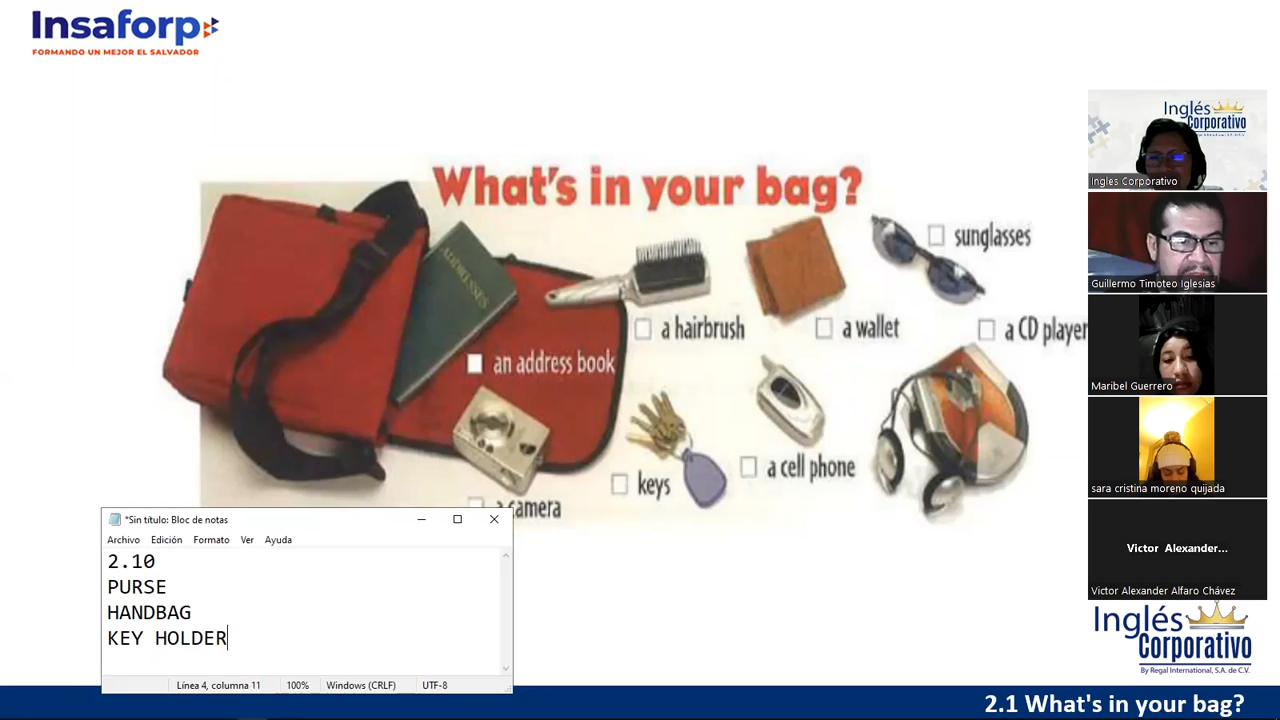 Insaforp
FORMANDO UN MEJOR EL SALVADOR
What's in your bag?
ADDRESSES
sunglasses
a hairbrush
a wallet
a CD player
an address book
a cell phone
keys
a camera
*Sin título: Bloc de notas
Archivo Edición Formato Ver Ayuda
2.10
PURSE
HANDBAG
KEY HOLDER
Línea 4, columna 11 100% Windows (CRLF) UTF-8
Inglés
Corporativo
Ingles Corporativo
Guillermo Timoteo Iglesias
Maribel Guerrero
sara cristina moreno quijada
Victor Alexander...
Victor Alexander Alfaro Chávez
Inglés
Corporativo
By Regal International, S.A. de C.V.
2.1 What's in your bag?